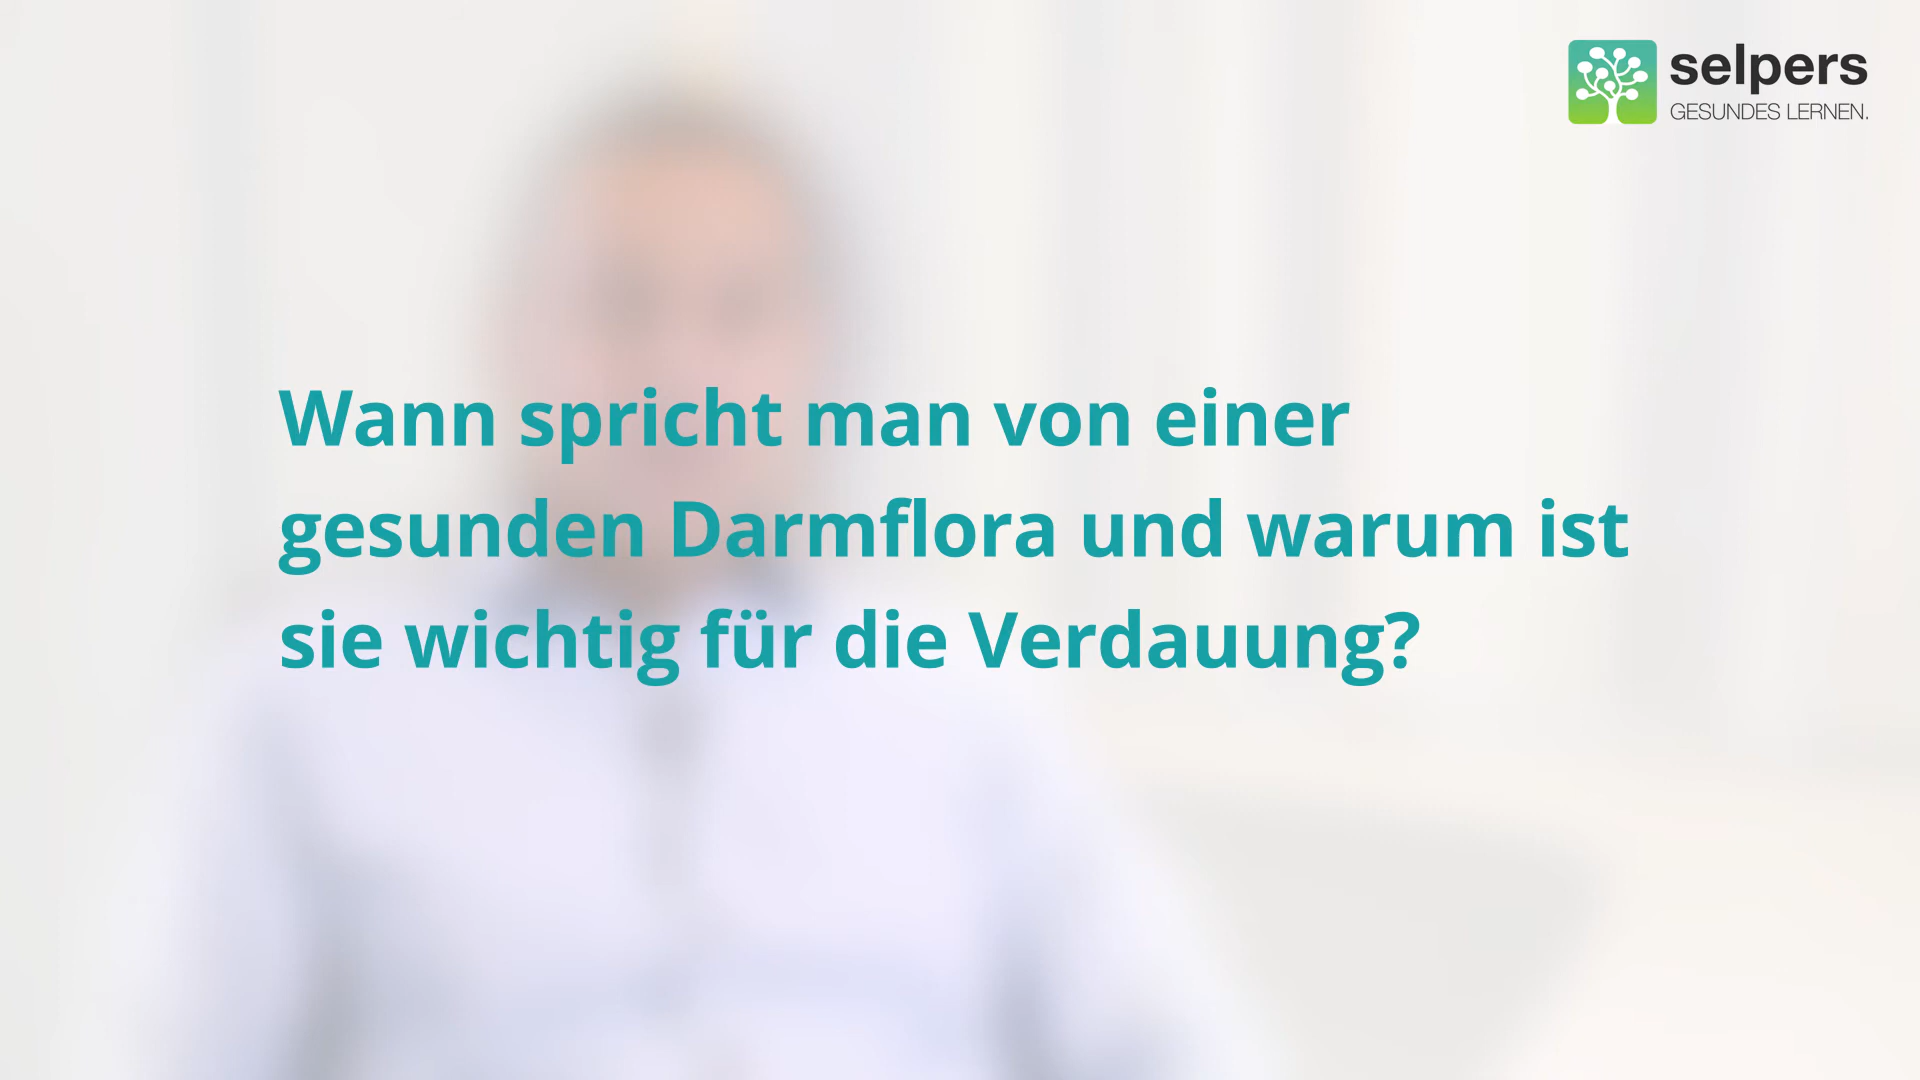 selpers
GESUNDES LERNEN.
Wann spricht man von einer
gesunden Darmflora und warum ist
sie wichtig für die Verdauung?